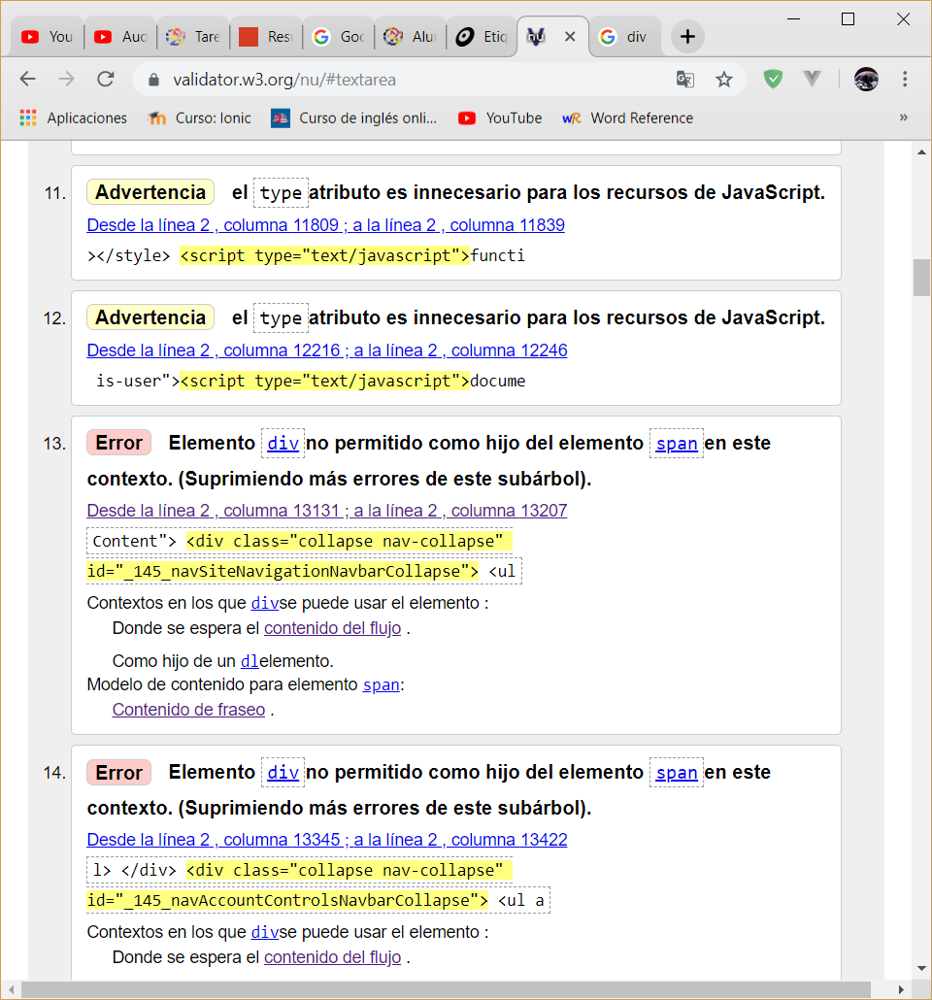 You Aud Tare Res Goo Alu Etiq div
validator.w3.org/nu/#textarea
Aplicaciones Curso: Ionic Curso de inglés onli... YouTube Word Reference »
11. Advertencia el type atributo es innecesario para los recursos de JavaScript.
Desde la línea 2 , columna 11809 ; a la línea 2 , columna 11839
></style> <script type="text/javascript">functi
12. Advertencia el type atributo es innecesario para los recursos de JavaScript.
Desde la línea 2 , columna 12216 ; a la línea 2 , columna 12246
is-user"><script type="text/javascript">docume
13. Error Elemento div no permitido como hijo del elemento span en este
contexto. (Suprimiendo más errores de este subárbol).
Desde la línea 2 , columna 13131 ; a la línea 2 , columna 13207
Content"> <div class="collapse nav-collapse"
id="_145_navSiteNavigationNavbarCollapse"> <ul
Contextos en los que divse puede usar el elemento :
Donde se espera el contenido del flujo .
Como hijo de un dlelemento.
Modelo de contenido para elemento span:
Contenido de fraseo .
14. Error Elemento div no permitido como hijo del elemento span en este
contexto. (Suprimiendo más errores de este subárbol).
Desde la línea 2 , columna 13345 ; a la línea 2 , columna 13422
l> </div> <div class="collapse nav-collapse"
id="_145_navAccountControlsNavbarCollapse"> <ul a
Contextos en los que divse puede usar el elemento :
Donde se espera el contenido del flujo .